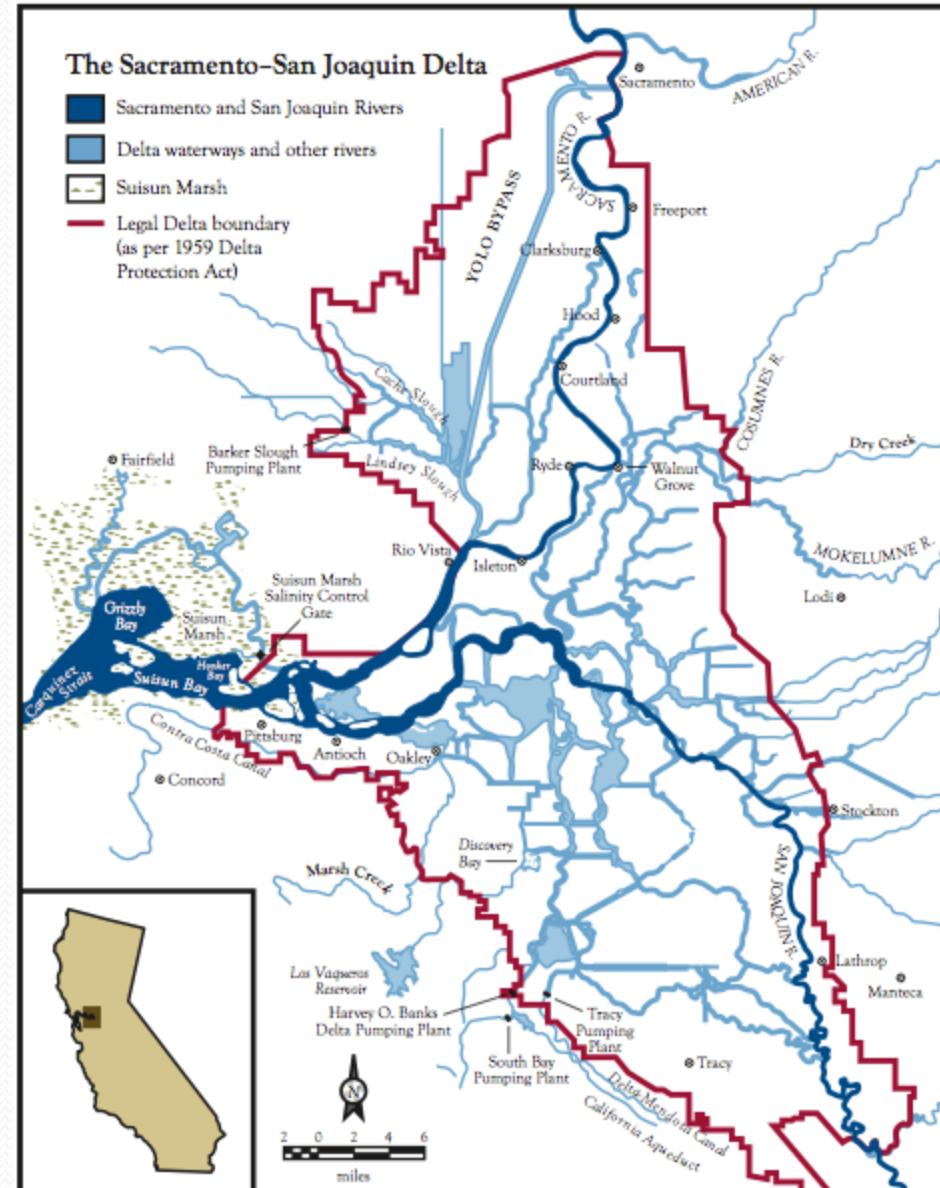 The Sacramento–San Joaquin Delta
Sacramento and San Joaquin Rivers
Delta waterways and other rivers
Suisun Marsh
Legal Delta boundary
(as per 1959 Delta
Protection Act)
Sacramento
AMERICAN R.
SACRAMENTO R.
YOLO BYPASS
Freeport
Clarksburg
Hood
Courtland
Cache Slough
COSUMNES R.
Dry Creek
Barker Slough
Pumping Plant
Lindsey Slough
Fairfield
Ryde
Walnut
Grove
MOKELUMNE R.
Rio Vista
Isleton
Suisun Marsh
Salinity Control
Gate
Lodi
Grizzly
Bay
Suisun
Marsh
Honker
Bay
Carquinez
Strait
Suisun Bay
Contra Costa Canal
Pittsburg
Antioch
Oakley
Concord
Stockton
Discovery
Bay
Marsh Creek
SAN JOAQUIN R.
Los Vaqueros
Reservoir
Lathrop
Manteca
Harvey O. Banks
Delta Pumping Plant
Tracy
Pumping
Plant
South Bay
Pumping Plant
Tracy
Delta-Mendota Canal
California Aqueduct
N
2 0 2 4 6
miles